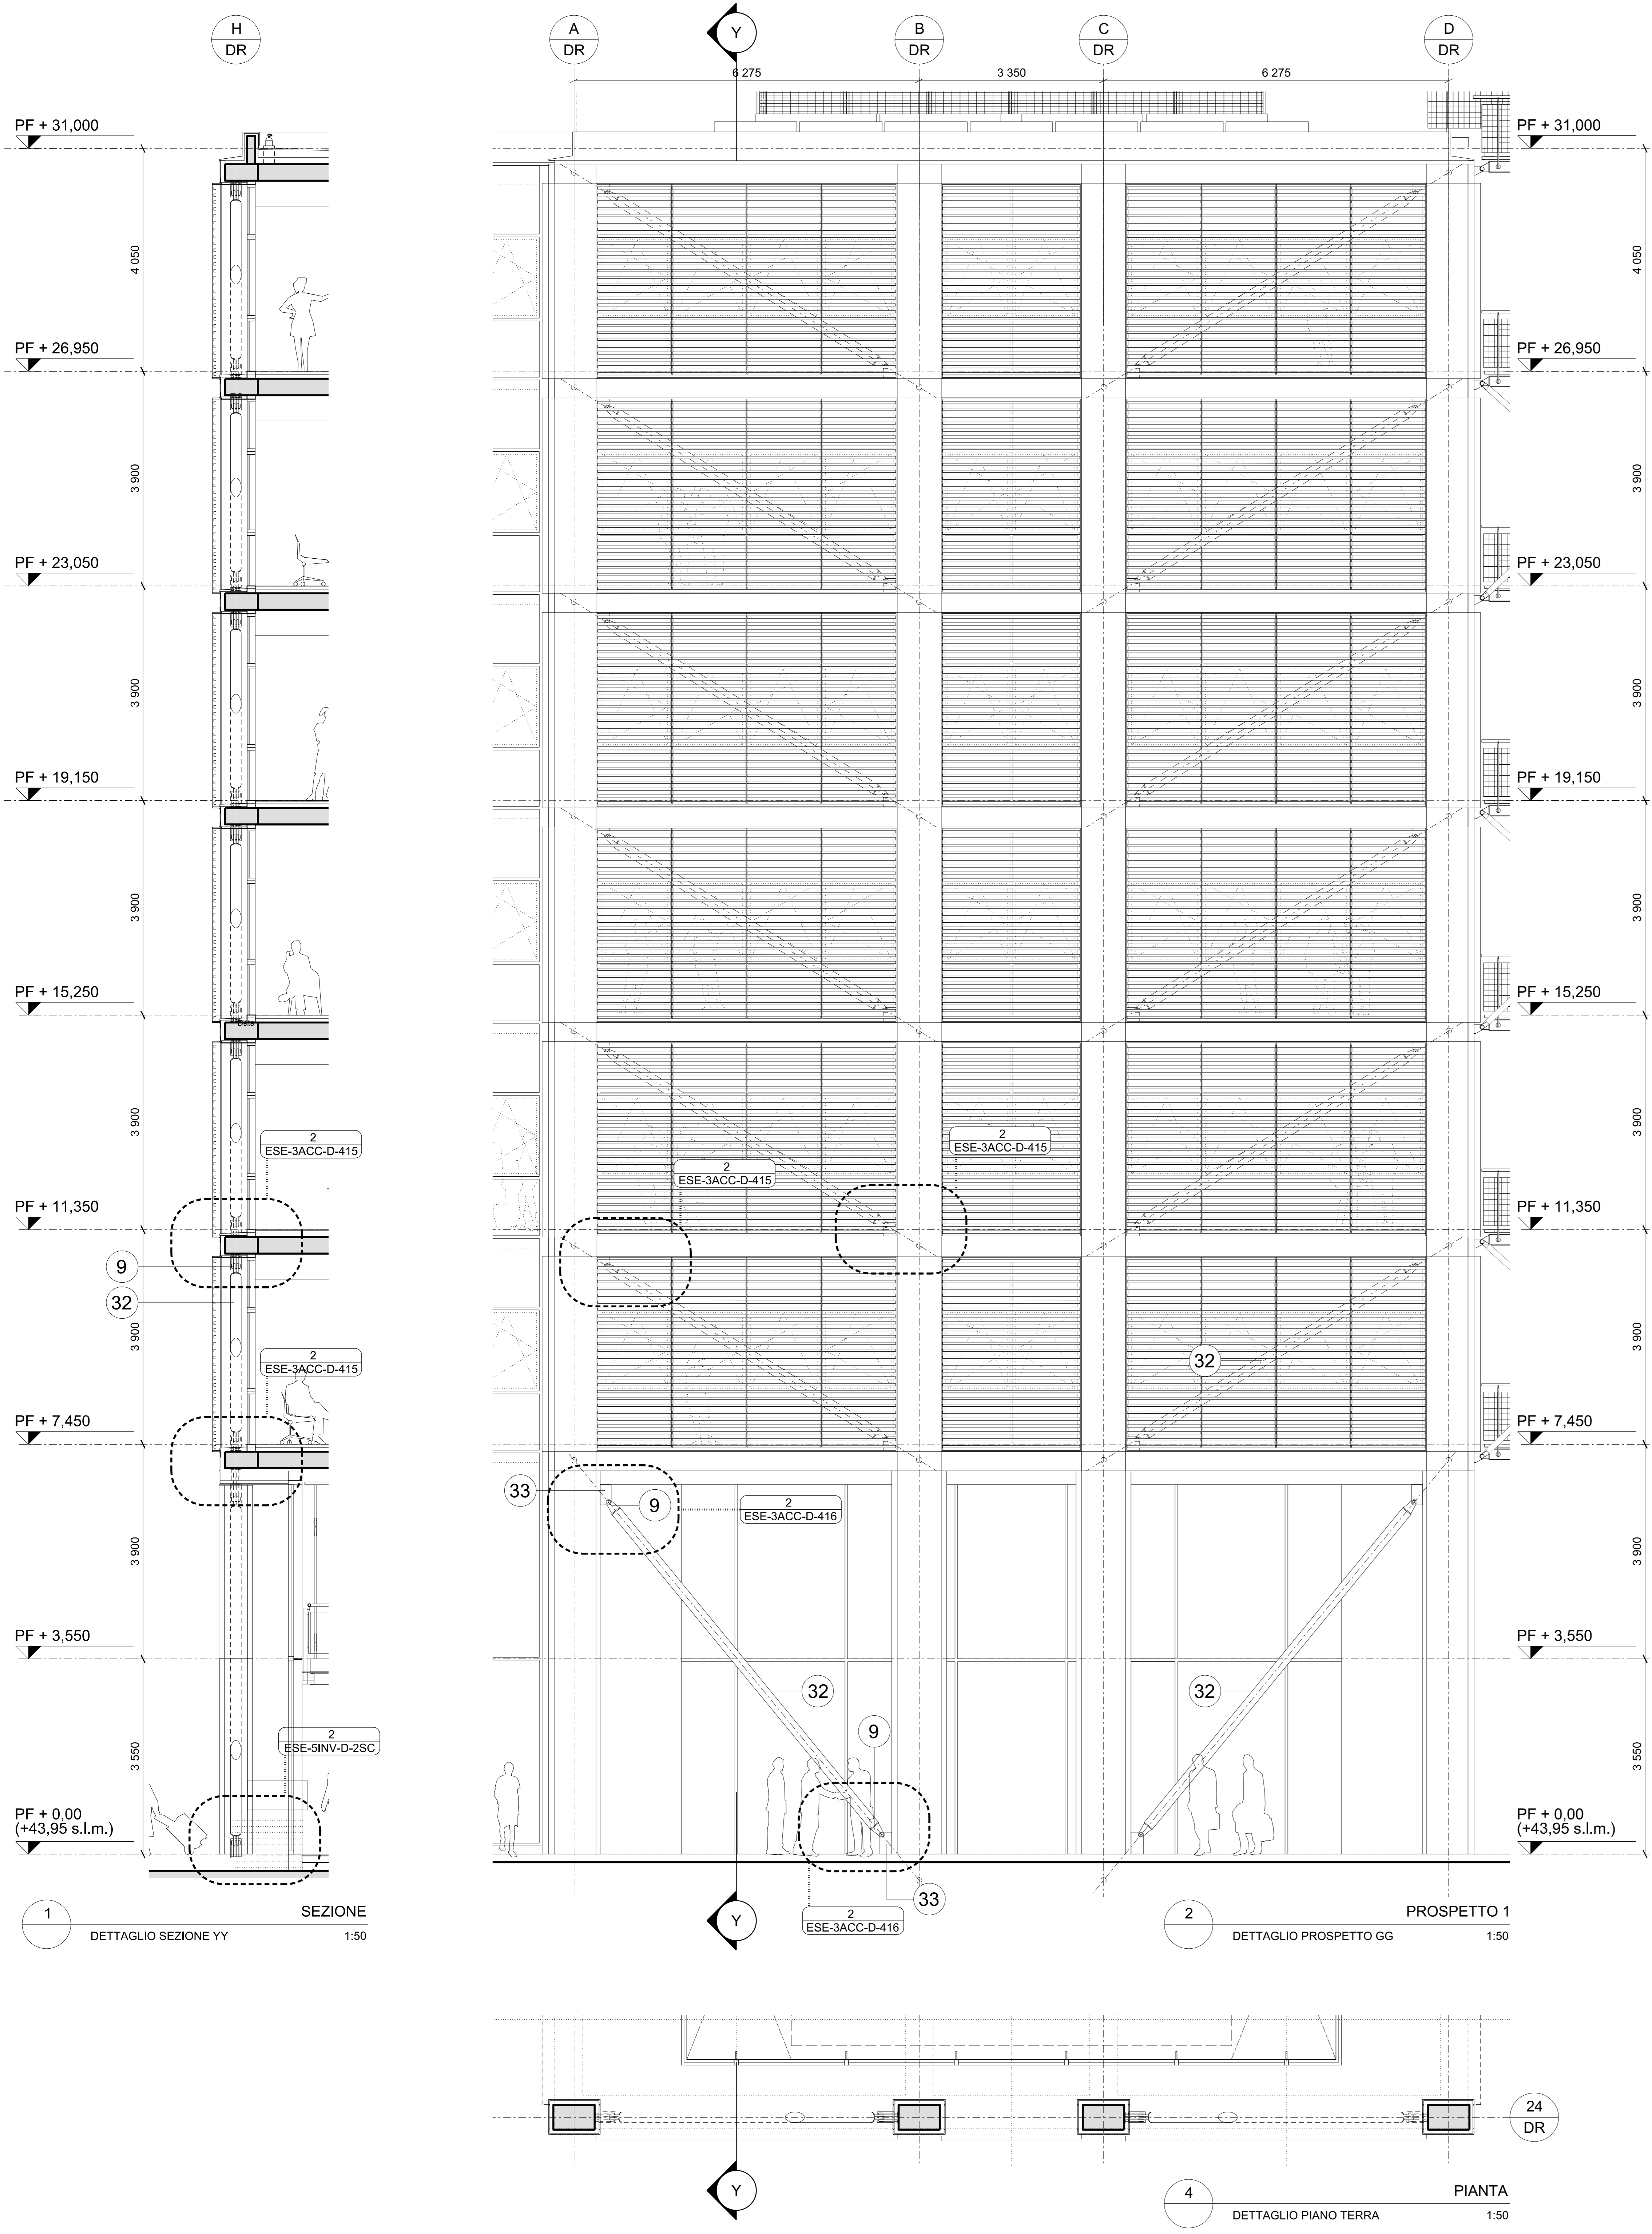 H
DR
A
DR
Y
B
DR
C
DR
D
DR
6 275
3 350
6 275
PF + 31,000
PF + 31,000
4 050
4 050
PF + 26,950
PF + 26,950
3 900
3 900
PF + 23,050
PF + 23,050
3 900
3 900
PF + 19,150
PF + 19,150
3 900
3 900
PF + 15,250
PF + 15,250
Data
3 900
3 900
2
ESE-3ACC-D-415
2
ESE-3ACC-D-415
2
ESE-3ACC-D-415
PF + 11,350
PF + 11,350
9
32
3 900
3 900
32
2
ESE-3ACC-D-415
PF + 7,450
PF + 7,450
33
9
2
ESE-3ACC-D-416
3 900
3 900
PF + 3,550
PF + 3,550
32
32
9
2
ESE-5INV-D-2SC
3 550
3 550
PF + 0,00
(+43,95 s.l.m.)
PF + 0,00
(+43,95 s.l.m.)
33
1
SEZIONE
DETTAGLIO SEZIONE YY
1:50
Y
2
ESE-3ACC-D-416
2
PROSPETTO 1
DETTAGLIO PROSPETTO GG
1:50
24
DR
Y
4
PIANTA
DETTAGLIO PIANO TERRA
1:50